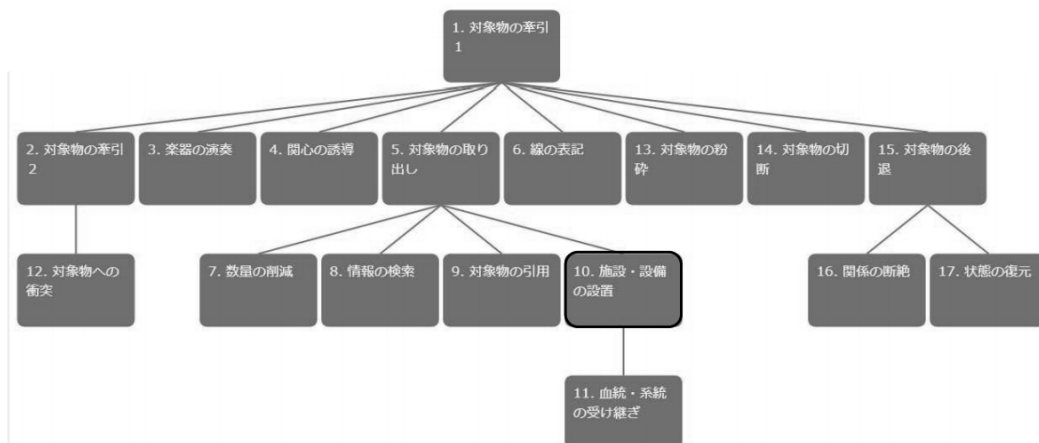 1. 対象物の牽引
1
2. 対象物の牽引
2
3. 楽器の演奏
4. 関心の誘導
5. 対象物の取り
出し
6. 線の表記
13. 対象物の粉
砕
14. 対象物の切
断
15. 対象物の後
退
12. 対象物への
衝突
7. 数量の削減
8. 情報の検索
9. 対象物の引用
10. 施設・設備
の設置
16. 関係の断絶
17. 状態の復元
11. 血統・系統
の受け継ぎ